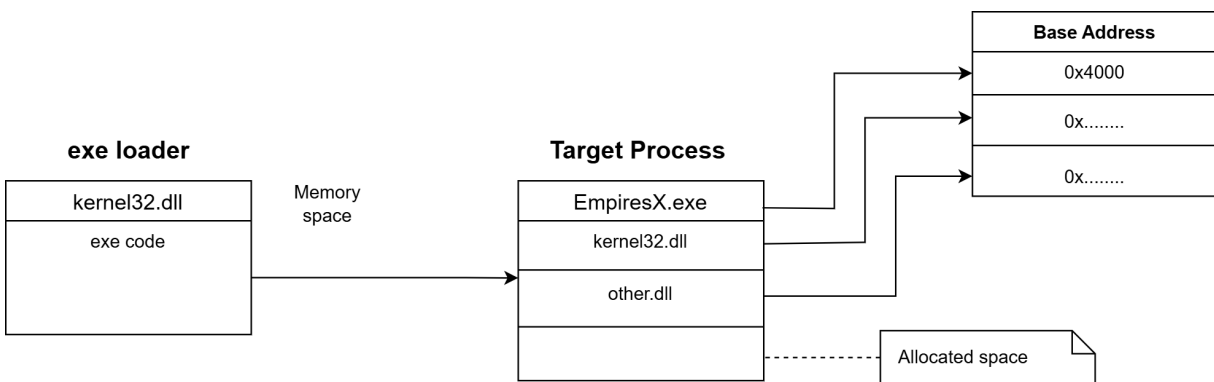 Base Address
0x4000
0x........
0x........
exe loader
kernel32.dll
exe code
Memory
space
Target Process
EmpiresX.exe
kernel32.dll
other.dll
Allocated space